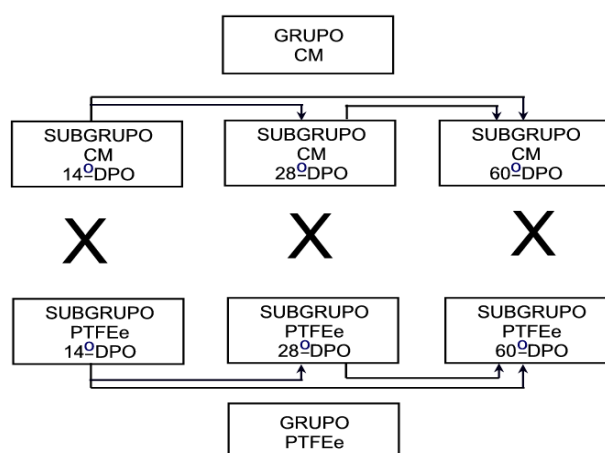 GRUPO
CM
SUBGRUPO
CM
14ºDPO
SUBGRUPO
CM
28ºDPO
SUBGRUPO
CM
60ºDPO
X
X
X
SUBGRUPO
PTFEe
14ºDPO
SUBGRUPO
PTFEe
28ºDPO
SUBGRUPO
PTFEe
60ºDPO
GRUPO
PTFEe